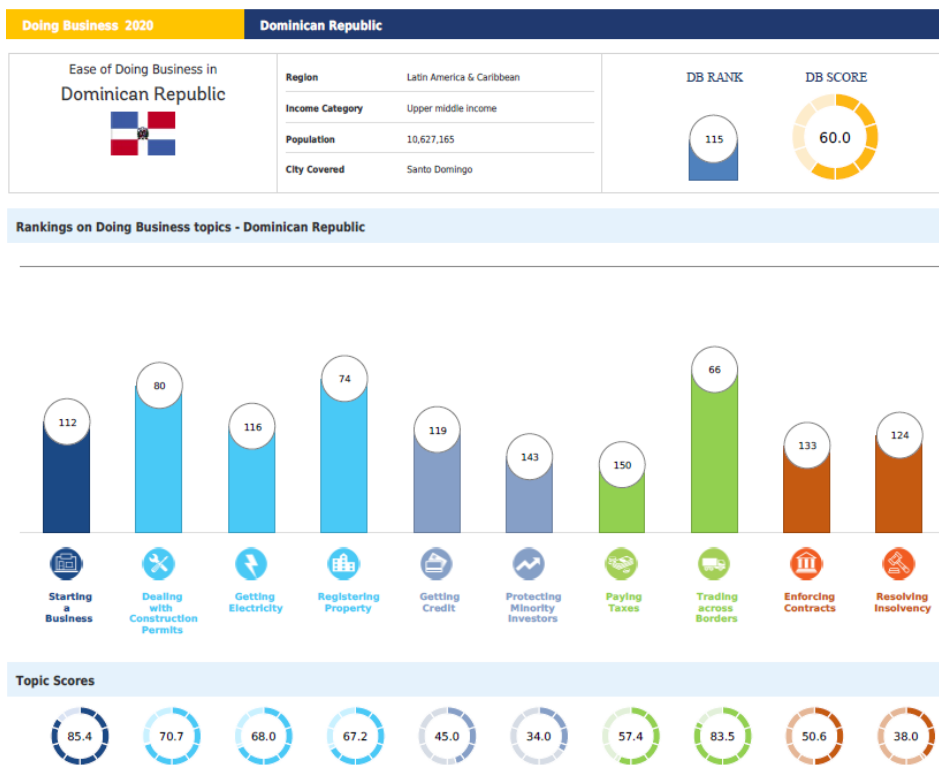 Doing Business 2020
Dominican Republic
Ease of Doing Business in
Dominican Republic
Region Latin America & Caribbean
Income Category Upper middle income
Population 10,627,165
City Covered Santo Domingo
DB RANK DB SCORE
115 60.0
Rankings on Doing Business topics - Dominican Republic
112 80 116 74 119 143 150 66 133 124
Starting
a
Business
Dealing
with
Construction
Permits
Getting
Electricity
Registering
Property
Getting
Credit
Protecting
Minority
Investors
Paying
Taxes
Trading
across
Borders
Enforcing
Contracts
Resolving
Insolvency
Topic Scores
85.4 70.7 68.0 67.2 45.0 34.0 57.4 83.5 50.6 38.0